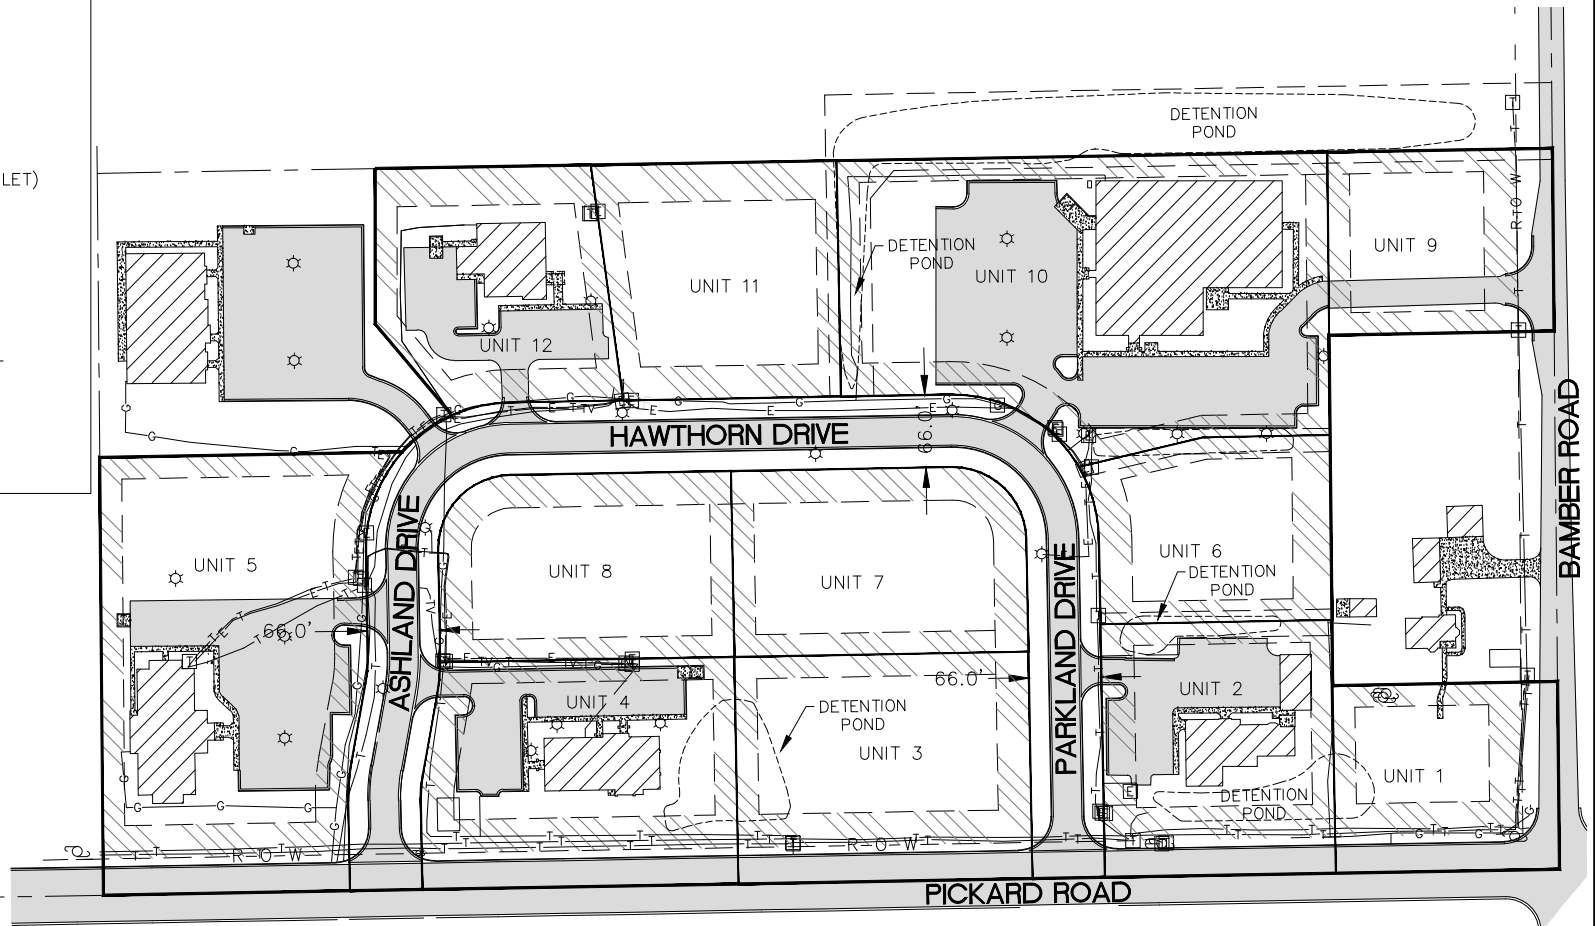 LET)
DETENTION
POND
R-O-W
DETENTION
POND
UNIT 9
UNIT 10
UNIT 11
UNIT 12
HAWTHORN DRIVE
66.0'
BAMBER ROAD
ASHLAND DRIVE
PARKLAND DRIVE
UNIT 5
UNIT 8
UNIT 7
UNIT 6
DETENTION
POND
66.0'
66.0'
UNIT 4
DETENTION
POND
UNIT 3
UNIT 2
UNIT 1
DETENTION
POND
R-O-W
R-O-W
PICKARD ROAD